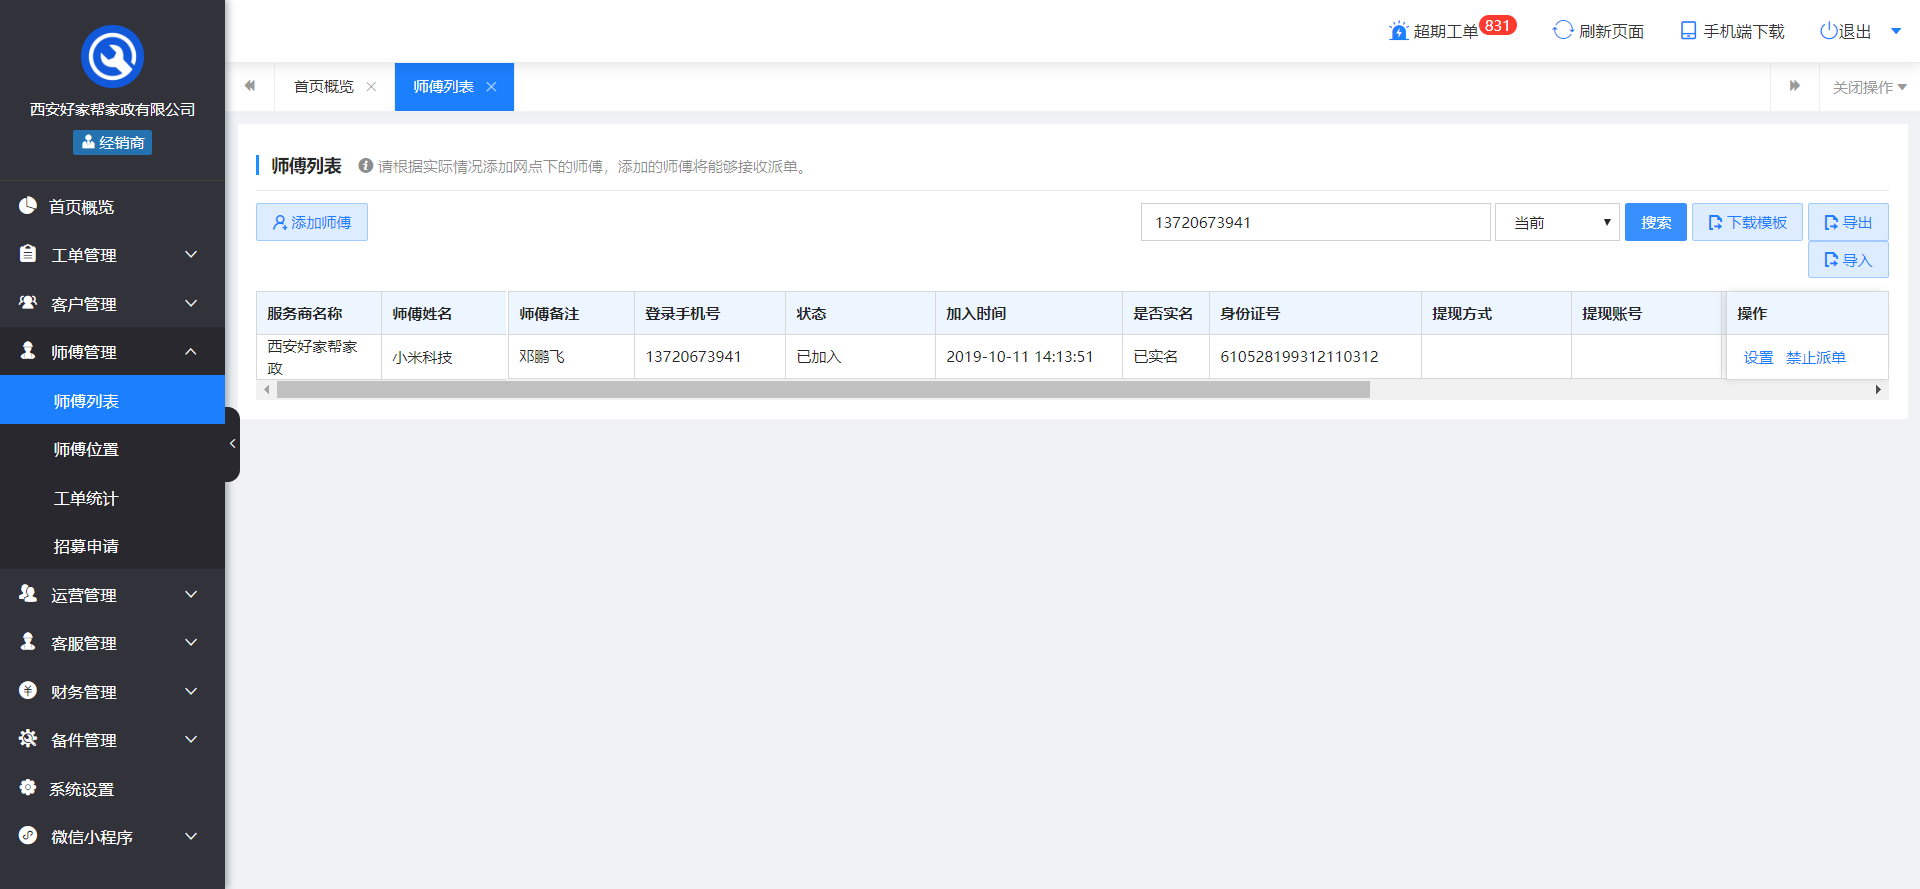 西安好家帮家政有限公司
经销商
首页概览
工单管理
客户管理
师傅管理
师傅列表
师傅位置
工单统计
招募申请
运营管理
客服管理
财务管理
备件管理
系统设置
微信小程序
超期工单 831 刷新页面 手机端下载 退出
首页概览 师傅列表 关闭操作
师傅列表 请根据实际情况添加网点下的师傅，添加的师傅将能够接收派单。
添加师傅 13720673941 当前 搜索 下载模板 导出
导入
服务商名称 师傅姓名 师傅备注 登录手机号 状态 加入时间 是否实名 身份证号 提现方式 提现账号 操作
西安好家帮家政 小米科技 邓鹏飞 13720673941 已加入 2019-10-11 14:13:51 已实名 610528199312110312 设置 禁止派单